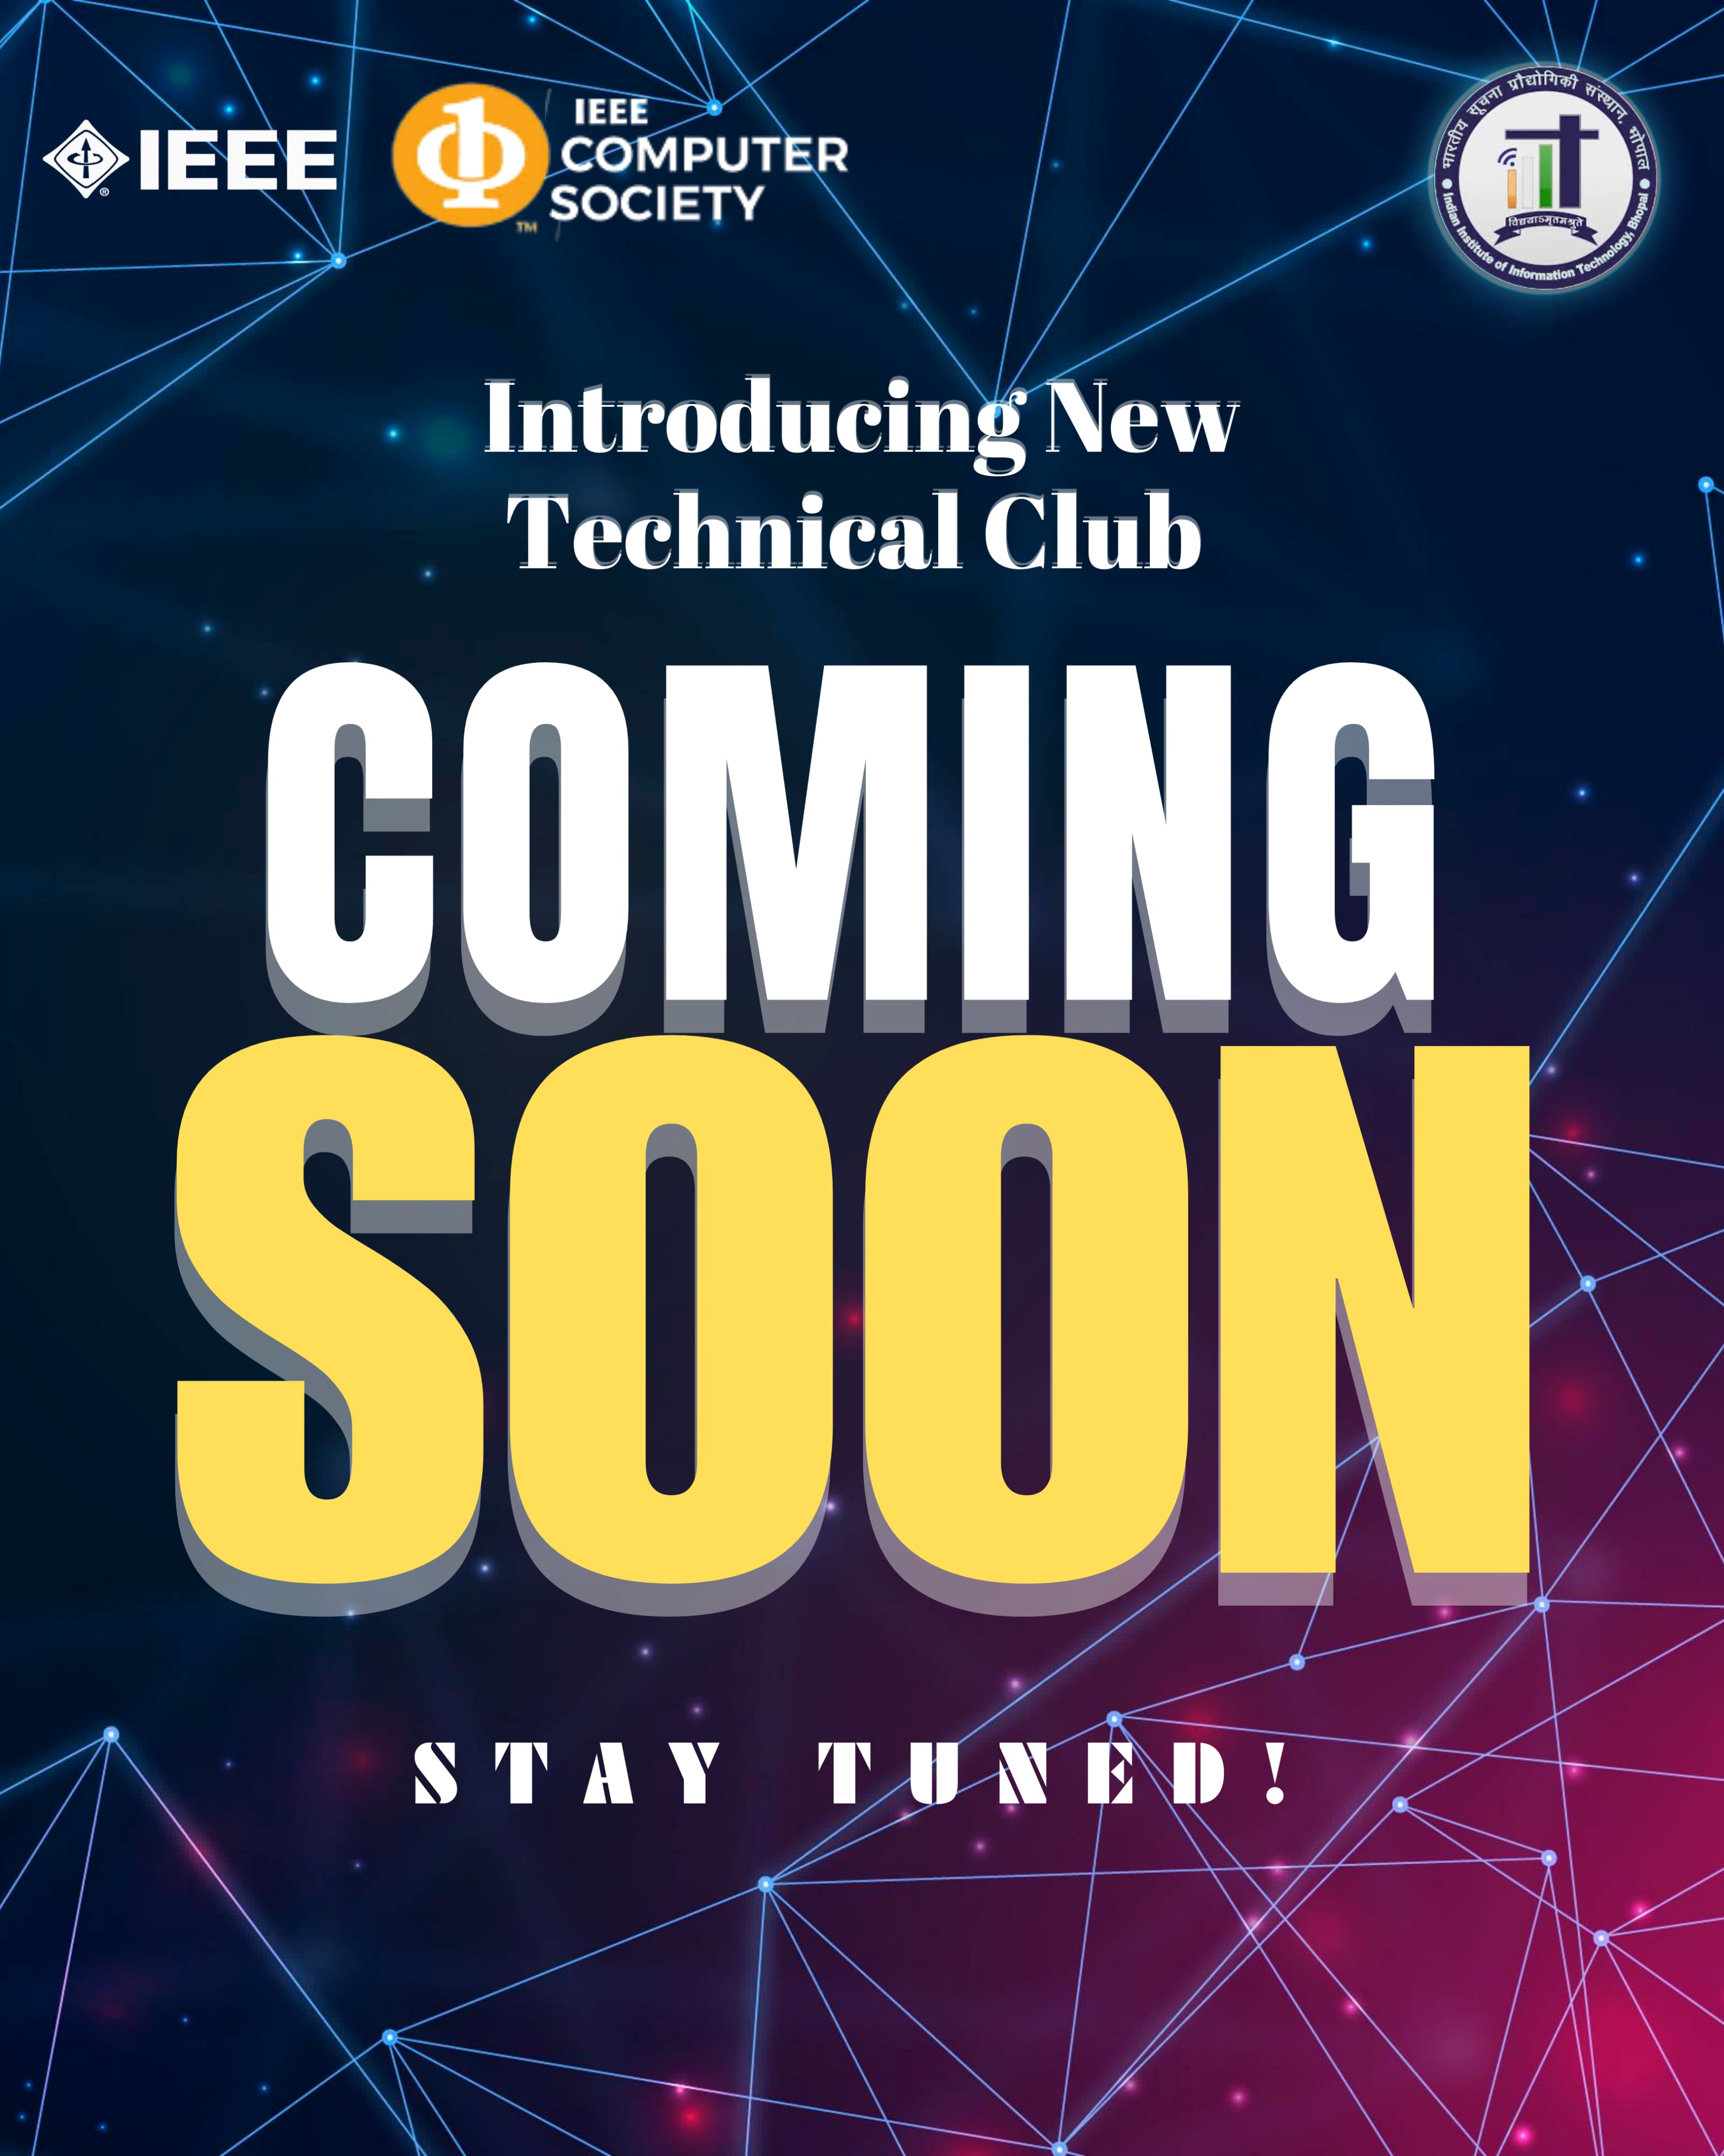 IEEE
®
IEEE
COMPUTER
SOCIETY
TM
भारतीय सूचना प्रौद्योगिकी संस्थान, भोपाल
विद्ययाऽमृतमश्नुते
Indian Institute of Information Technology, Bhopal
Introducing New
Technical Club
COMING
SOON
STAY TUNED!